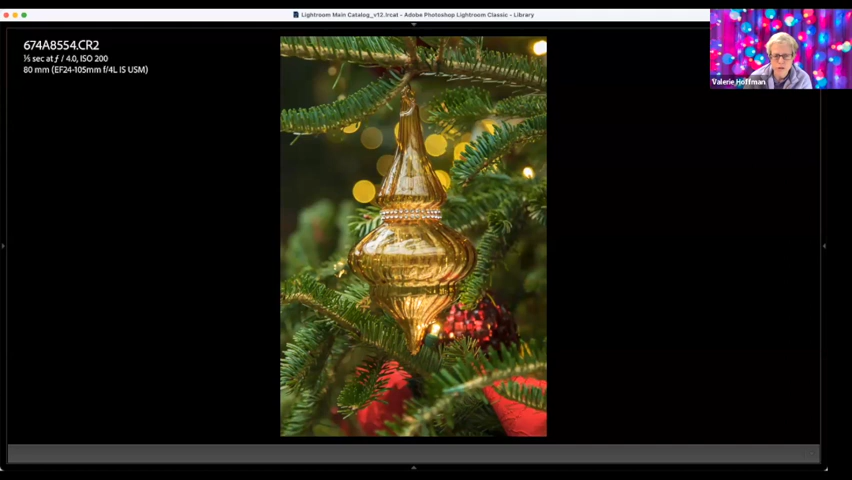 Lightroom Main Catalog_v12.lrcat - Adobe Photoshop Lightroom Classic - Library
674A8554.CR2
⅕ sec at ƒ / 4.0, ISO 200
80 mm (EF24-105mm f/4L IS USM)
Valerie Hoffman